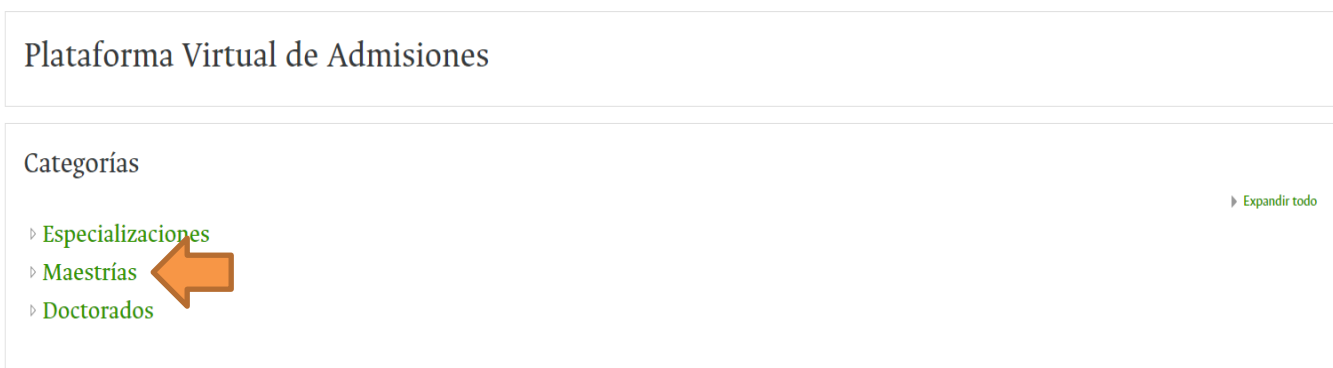 Plataforma Virtual de Admisiones
Categorías
Expandir todo
Especializaciones
Maestrías
Doctorados